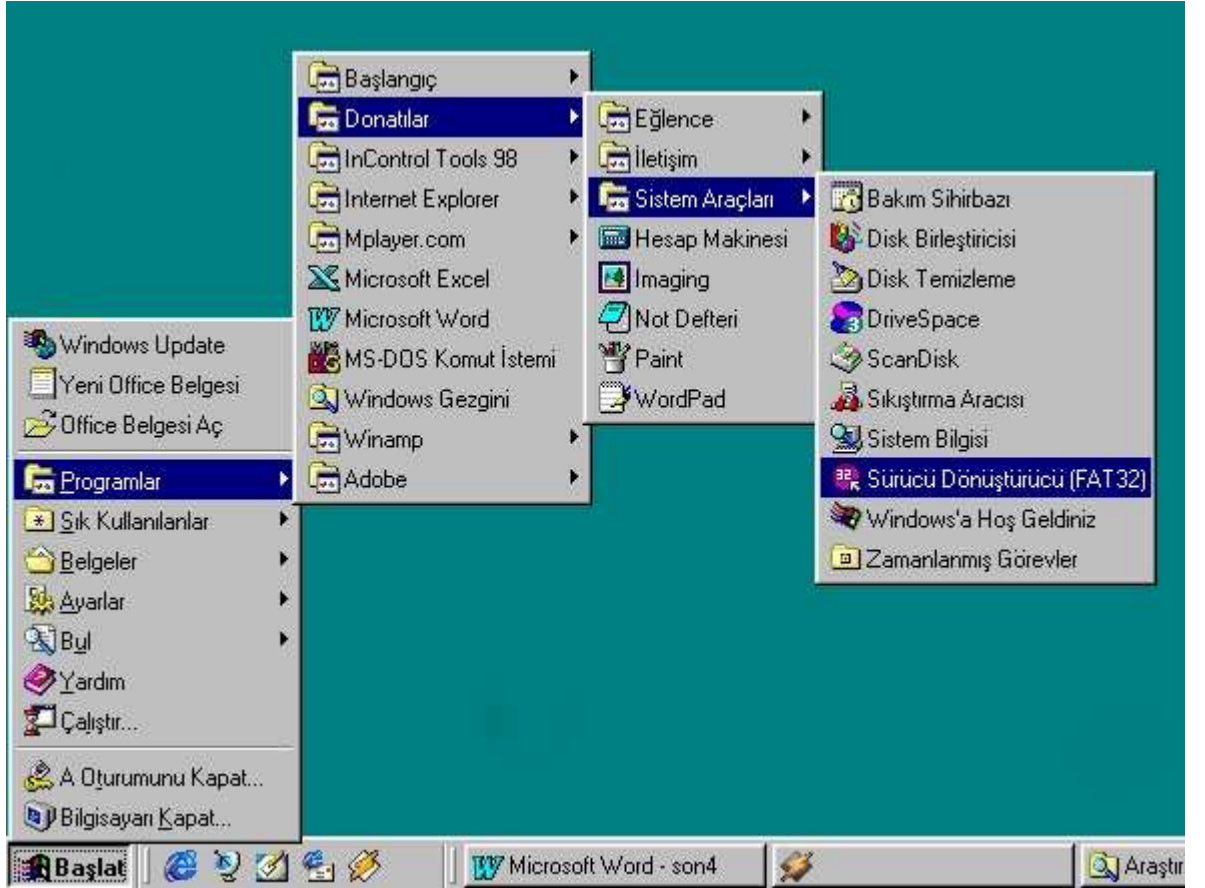 Başlangıç
Donatılar
InControl Tools 98
Internet Explorer
Mplayer.com
Microsoft Excel
Microsoft Word
MS-DOS Komut İstemi
Windows Gezgini
Winamp
Adobe
Eğlence
İletişim
Sistem Araçları
Hesap Makinesi
Imaging
Not Defteri
Paint
WordPad
Bakım Sihirbazı
Disk Birleştiricisi
Disk Temizleme
DriveSpace
ScanDisk
Sıkıştırma Aracısı
Sistem Bilgisi
Sürücü Dönüştürücü (FAT32)
Windows'a Hoş Geldiniz
Zamanlanmış Görevler
Windows Update
Yeni Office Belgesi
Office Belgesi Aç
Programlar
Sık Kullanılanlar
Belgeler
Ayarlar
Bul
Yardım
Çalıştır...
A Oturumunu Kapat...
Bilgisayarı Kapat...
Başlat
Microsoft Word - son4
Araştır